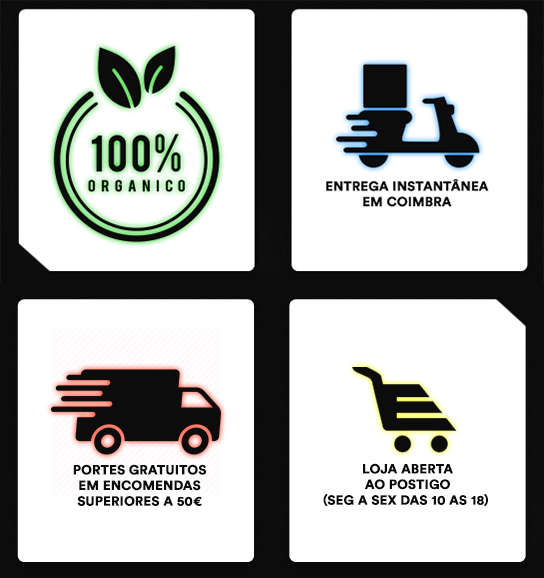 100%
ORGANICO
ENTREGA INSTANTÂNEA
EM COIMBRA
PORTES GRATUITOS
EM ENCOMENDAS
SUPERIORES A 50€
LOJA ABERTA
AO POSTIGO
(SEG A SEX DAS 10 AS 18)